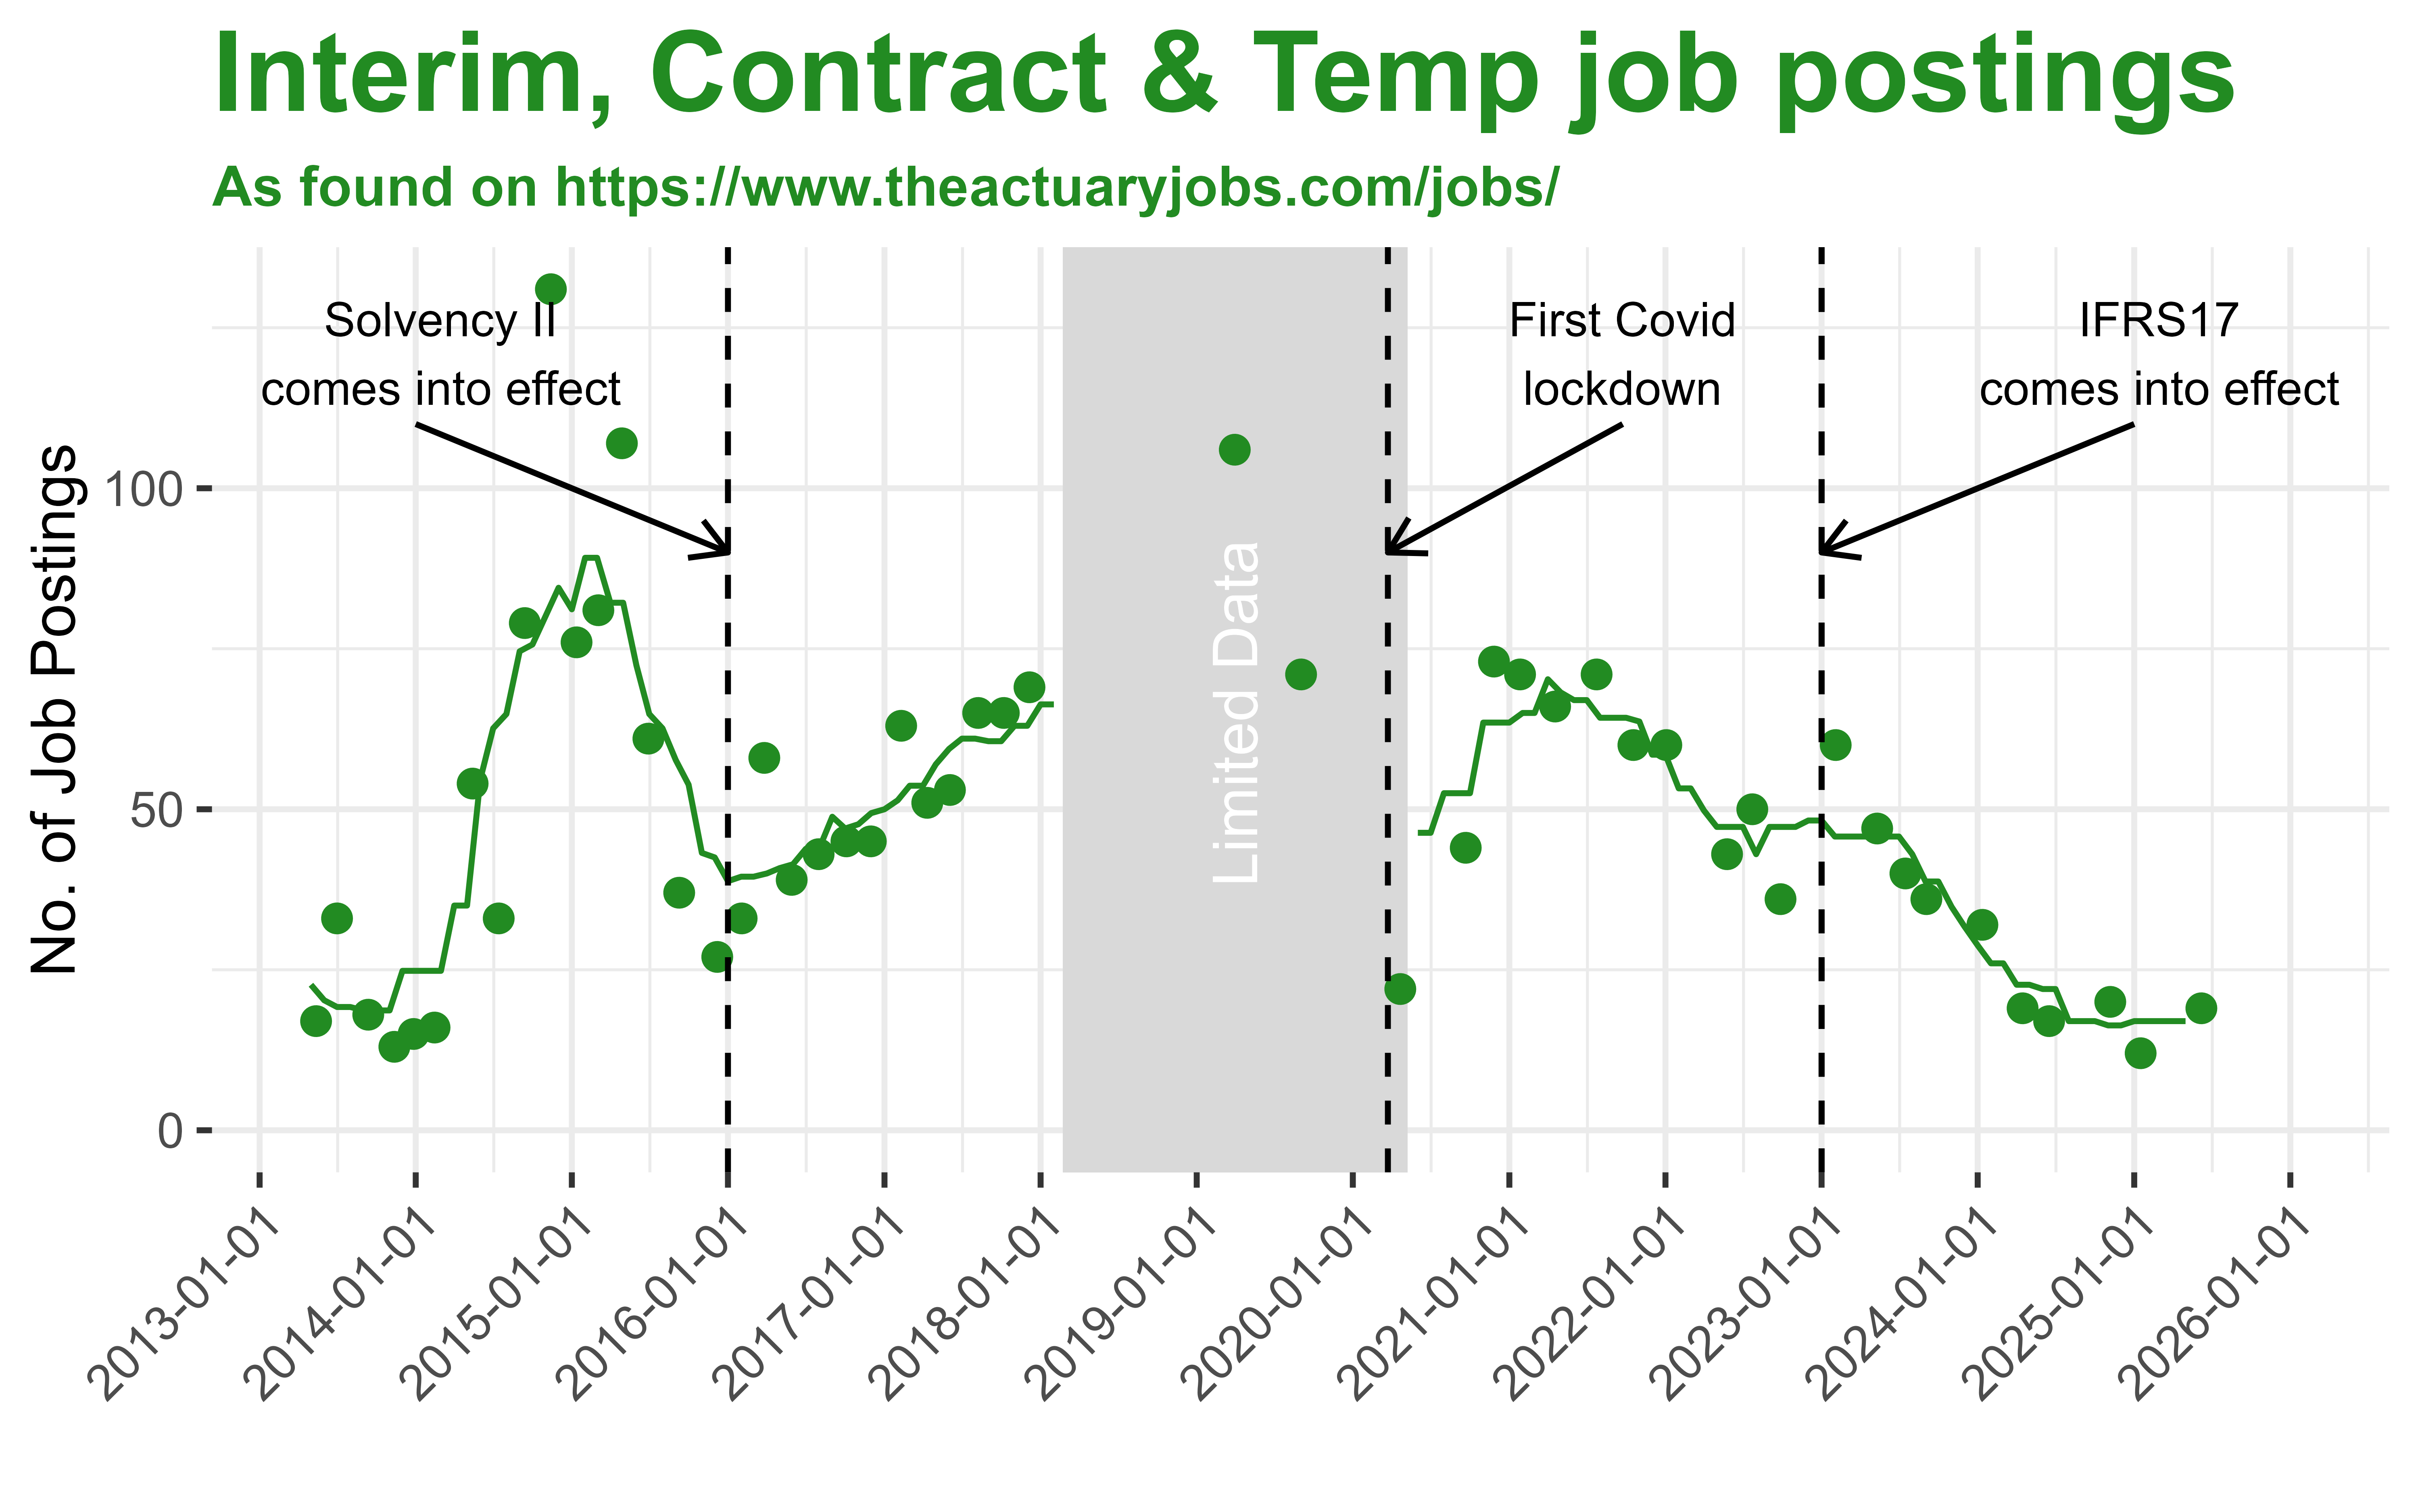 Interim, Contract & Temp job postings
As found on https://www.theactuaryjobs.com/jobs/
Solvency II
comes into effect
First Covid
lockdown
IFRS17
comes into effect
No. of Job Postings
100
50
0
Limited Data
2013-01-01
2014-01-01
2015-01-01
2016-01-01
2017-01-01
2018-01-01
2019-01-01
2020-01-01
2021-01-01
2022-01-01
2023-01-01
2024-01-01
2025-01-01
2026-01-01